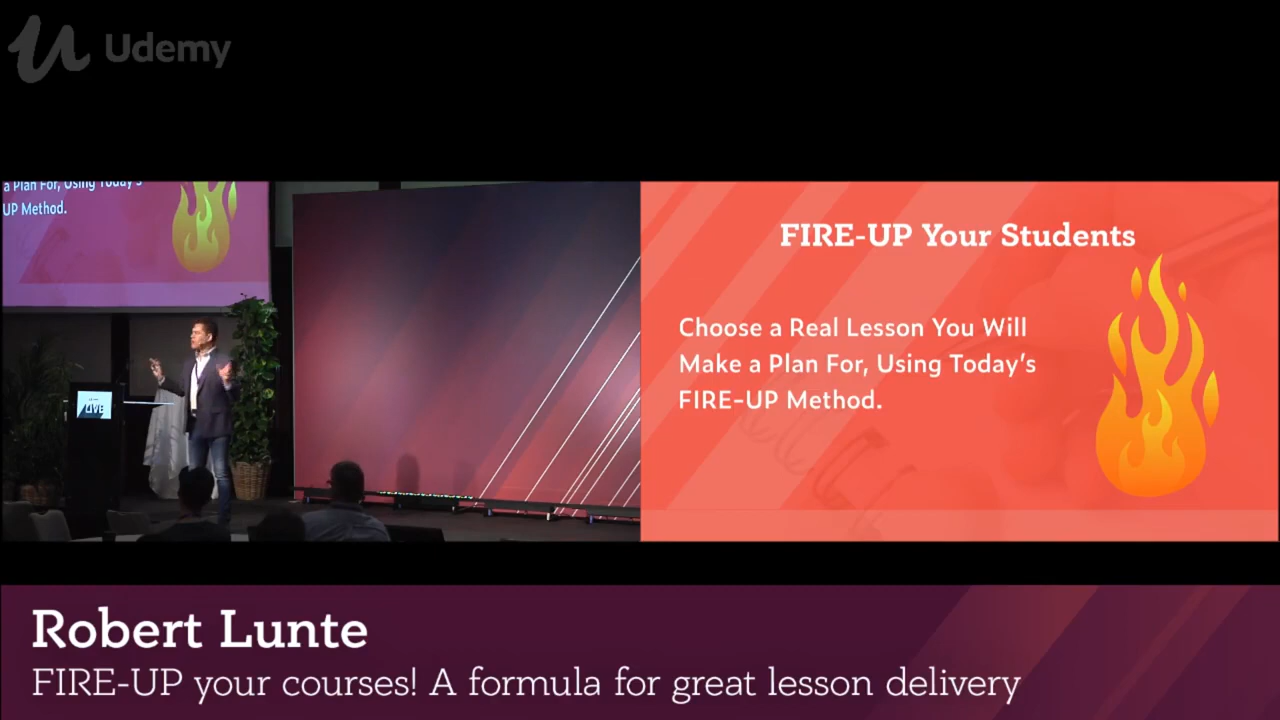 Udemy
a Plan For, Using Today's
UP Method.
LIVE
FIRE-UP Your Students
Choose a Real Lesson You Will
Make a Plan For, Using Today's
FIRE-UP Method.
Robert Lunte
FIRE-UP your courses! A formula for great lesson delivery